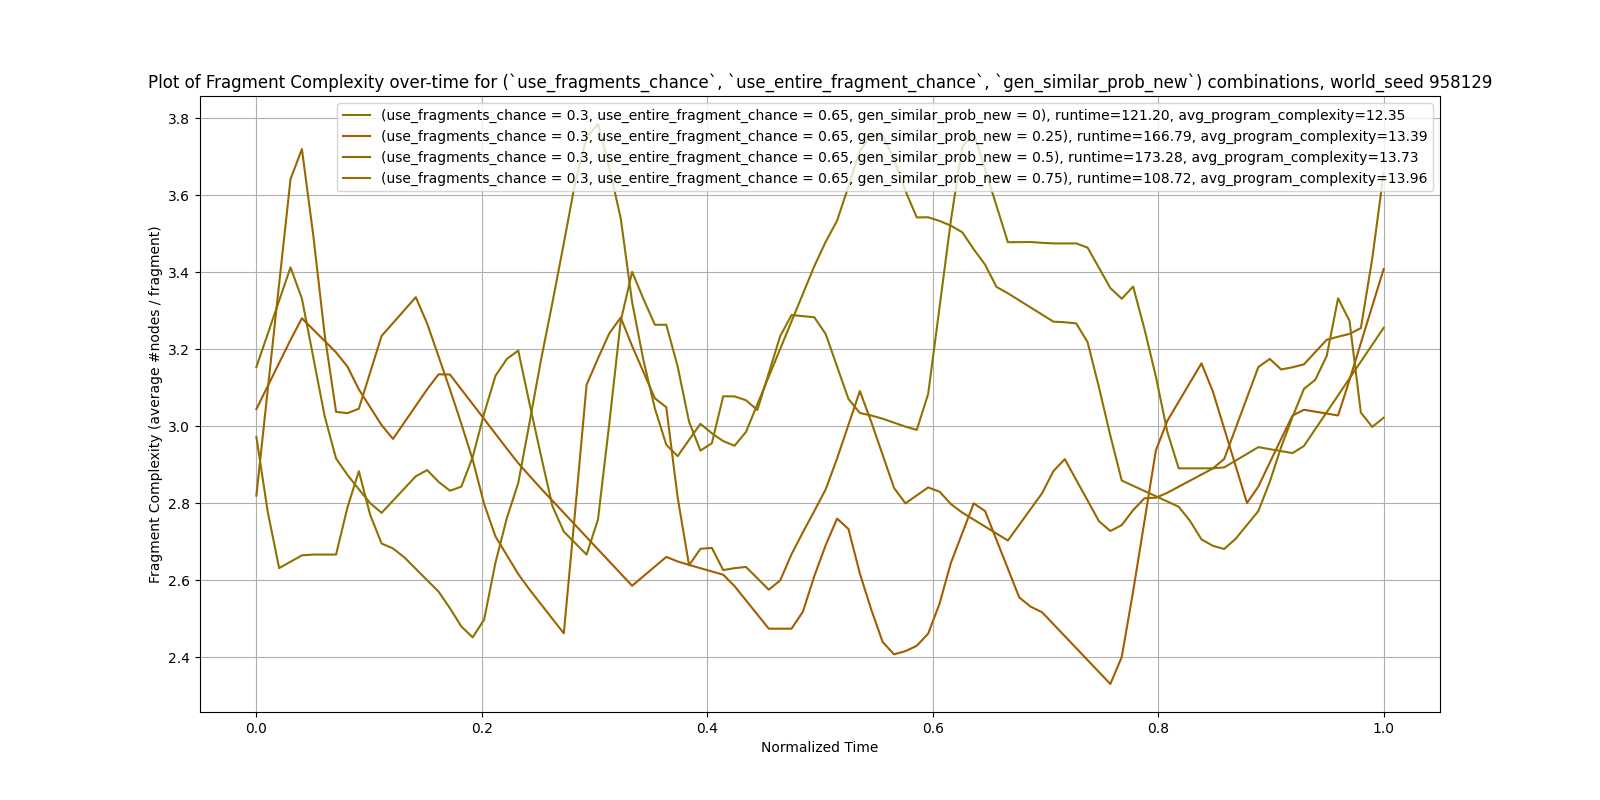 Plot of Fragment Complexity over-time for (`use_fragments_chance`, `use_entire_fragment_chance`, `gen_similar_prob_new`) combinations, world_seed 958129
(use_fragments_chance = 0.3, use_entire_fragment_chance = 0.65, gen_similar_prob_new = 0), runtime=121.20, avg_program_complexity=12.35
(use_fragments_chance = 0.3, use_entire_fragment_chance = 0.65, gen_similar_prob_new = 0.25), runtime=166.79, avg_program_complexity=13.39
(use_fragments_chance = 0.3, use_entire_fragment_chance = 0.65, gen_similar_prob_new = 0.5), runtime=173.28, avg_program_complexity=13.73
(use_fragments_chance = 0.3, use_entire_fragment_chance = 0.65, gen_similar_prob_new = 0.75), runtime=108.72, avg_program_complexity=13.96
Fragment Complexity (average #nodes / fragment)
3.8
3.6
3.4
3.2
3.0
2.8
2.6
2.4
0.0 0.2 0.4 0.6 0.8 1.0
Normalized Time